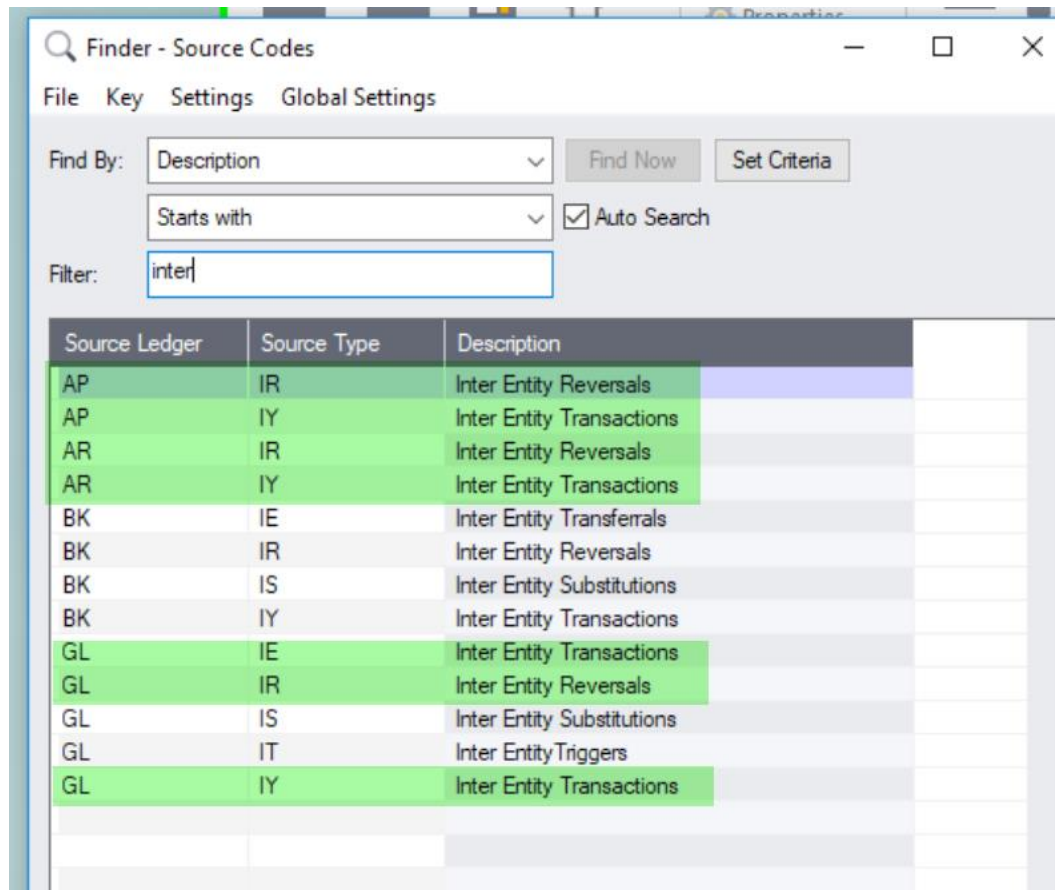 Properties
Finder - Source Codes
File Key Settings Global Settings
Find By: Description Find Now Set Criteria
Starts with Auto Search
Filter: inter
Source Ledger Source Type Description
AP IR Inter Entity Reversals
AP IY Inter Entity Transactions
AR IR Inter Entity Reversals
AR IY Inter Entity Transactions
BK IE Inter Entity Transferrals
BK IR Inter Entity Reversals
BK IS Inter Entity Substitutions
BK IY Inter Entity Transactions
GL IE Inter Entity Transactions
GL IR Inter Entity Reversals
GL IS Inter Entity Substitutions
GL IT Inter EntityTriggers
GL IY Inter Entity Transactions